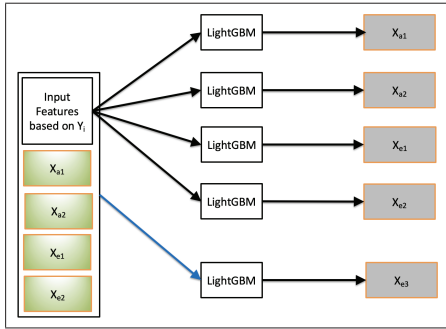 Input
Features
based on Yi
Xa1
Xa2
Xe1
Xe2
LightGBM
LightGBM
LightGBM
LightGBM
LightGBM
Xa1
Xa2
Xe1
Xe2
Xe3